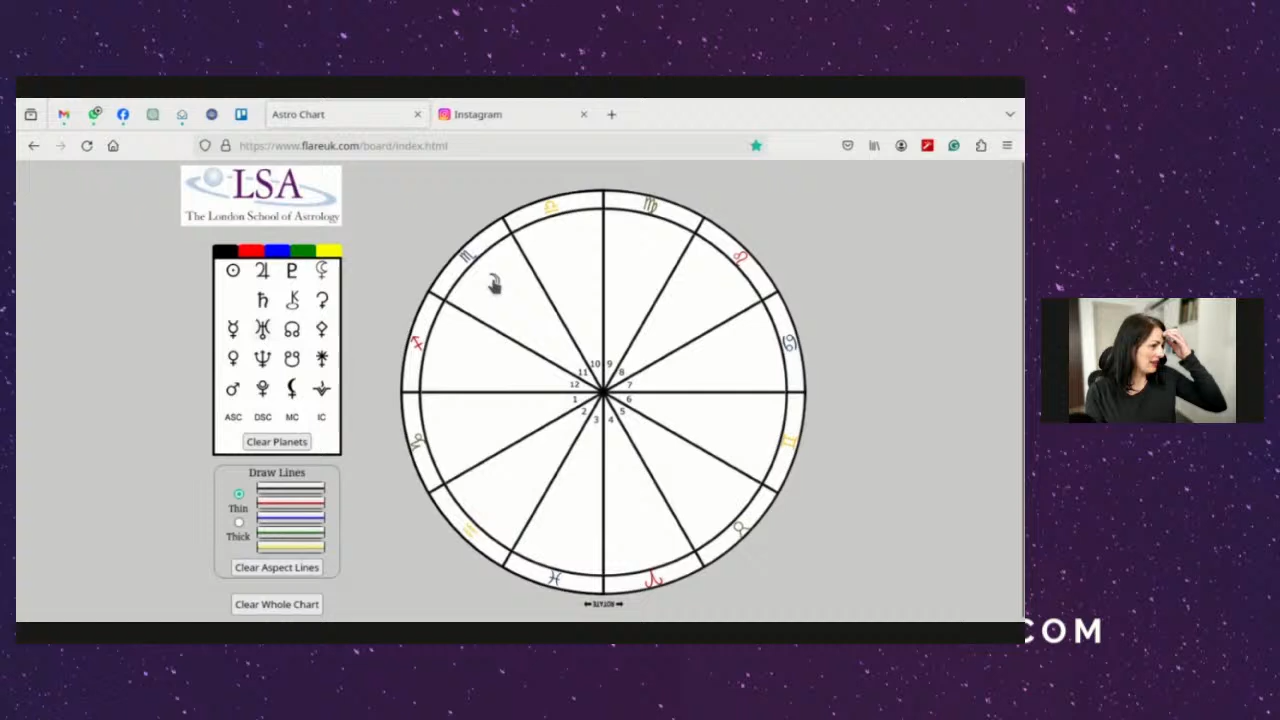 Astro Chart
Instagram
https://www.flareuk.com/board/index.html
LSA
The London School of Astrology
10 9
11 8
12 7
1 6
2 5
3 4
ASC DSC MC IC
Clear Planets
Draw Lines
Thin
Thick
Clear Aspect Lines
Clear Whole Chart
ROTATE
COM